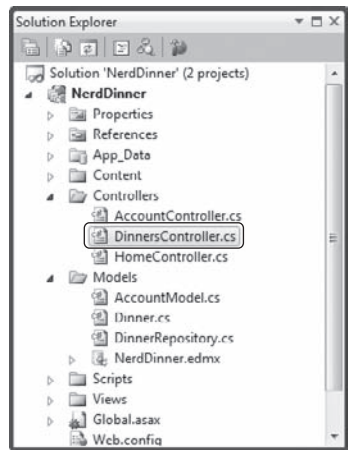 Solution Explorer
Solution 'NerdDinner' (2 projects)
NerdDinner
Properties
References
App_Data
Content
Controllers
AccountController.cs
DinnersController.cs
HomeController.cs
Models
AccountModel.cs
Dinner.cs
DinnerRepository.cs
NerdDinner.edmx
Scripts
Views
Global.asax
Web.config